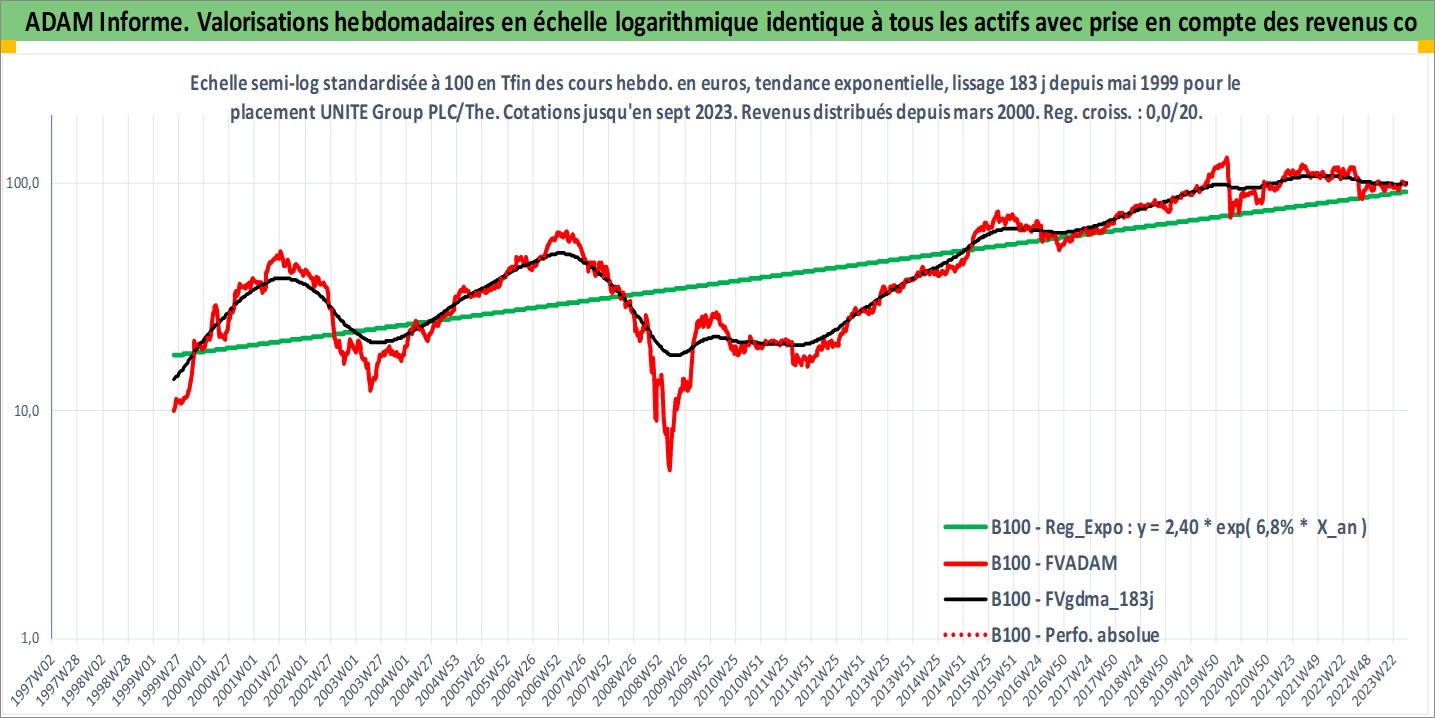 ADAM Informe. Valorisations hebdomadaires en échelle logarithmique identique à tous les actifs avec prise en compte des revenus co
Echelle semi-log standardisée à 100 en Tfin des cours hebdo. en euros, tendance exponentielle, lissage 183 j depuis mai 1999 pour le
placement UNITE Group PLC/The. Cotations jusqu'en sept 2023. Revenus distribués depuis mars 2000. Reg. croiss. : 0,0/20.
100,0
10,0
1,0
B100 - Reg_Expo : y = 2,40 * exp( 6,8% * X_an )
B100 - FVADAM
B100 - FVgdma_183j
B100 - Perfo. absolue
1997W02
1997W28
1998W02
1998W28
1999W01
1999W27
2000W01
2000W27
2001W01
2001W27
2002W01
2002W27
2003W01
2003W27
2004W01
2004W27
2004W53
2005W26
2005W52
2006W26
2006W52
2007W26
2007W52
2008W26
2008W52
2009W26
2009W52
2010W25
2010W51
2011W25
2011W51
2012W25
2012W51
2013W25
2013W51
2014W25
2014W51
2015W25
2015W51
2016W24
2016W50
2017W24
2017W50
2018W24
2018W50
2019W24
2019W50
2020W24
2020W50
2021W23
2021W49
2022W22
2022W48
2023W22